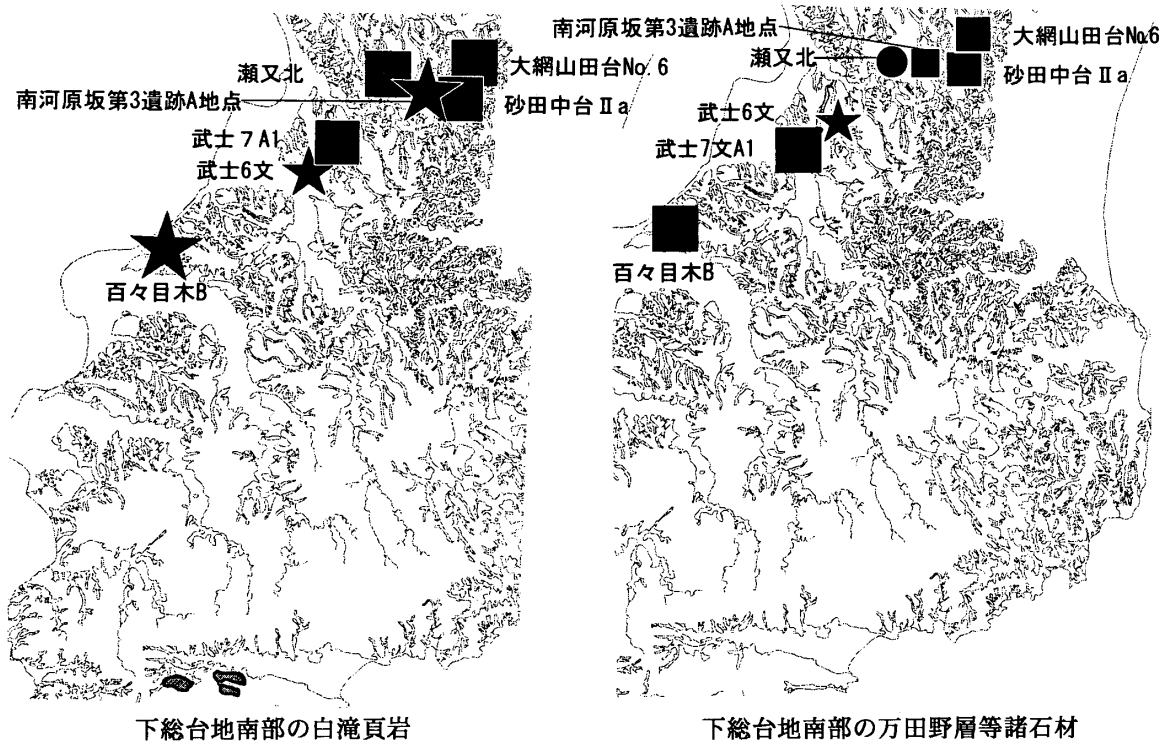 瀬又北
大網山田台No.6
南河原坂第3遺跡A地点
砂田中台Ⅱa
武士7A1
武士6文
百々目木B
下総台地南部の白滝頁岩
南河原坂第3遺跡A地点
大網山田台No.6
瀬又北
砂田中台Ⅱa
武士6文
武士7文A1
百々目木B
下総台地南部の万田野層等諸石材